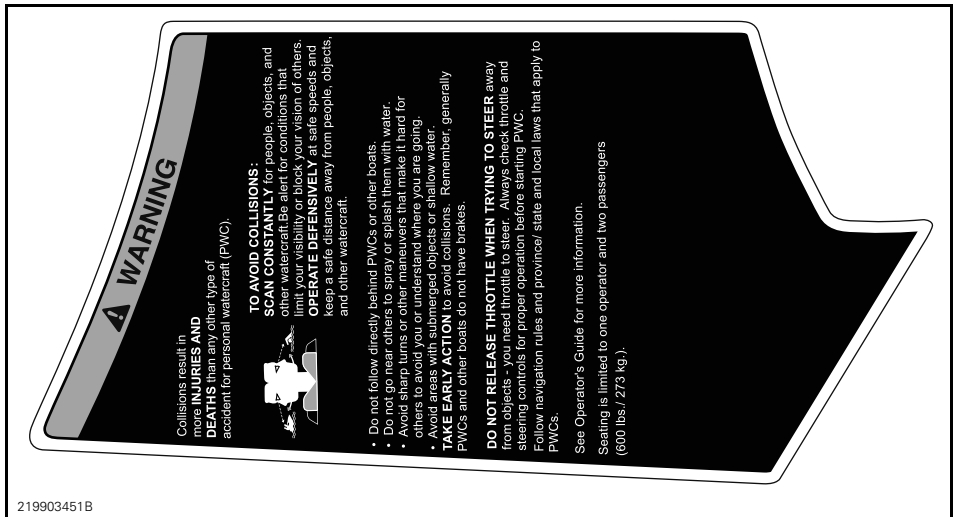 WARNING
Collisions result in
more INJURIES AND
DEATHS than any other type of
accident for personal watercraft (PWC).
TO AVOID COLLISIONS:
SCAN CONSTANTLY for people, objects, and
other watercraft.Be alert for conditions that
limit your visibility or block your vision of others.
OPERATE DEFENSIVELY at safe speeds and
keep a safe distance away from people, objects,
and other watercraft.
• Do not follow directly behind PWCs or other boats.
• Do not go near others to spray or splash them with water.
• Avoid sharp turns or other maneuvers that make it hard for
others to avoid you or understand where you are going.
• Avoid areas with submerged objects or shallow water.
TAKE EARLY ACTION to avoid collisions. Remember, generally
PWCs and other boats do not have brakes.
DO NOT RELEASE THROTTLE WHEN TRYING TO STEER away
from objects - you need throttle to steer. Always check throttle and
steering controls for proper operation before starting PWC.
Follow navigation rules and province/ state and local laws that apply to
PWCs.
See Operator's Guide for more information.
Seating is limited to one operator and two passengers
(600 lbs./ 273 kg.).
219903451B